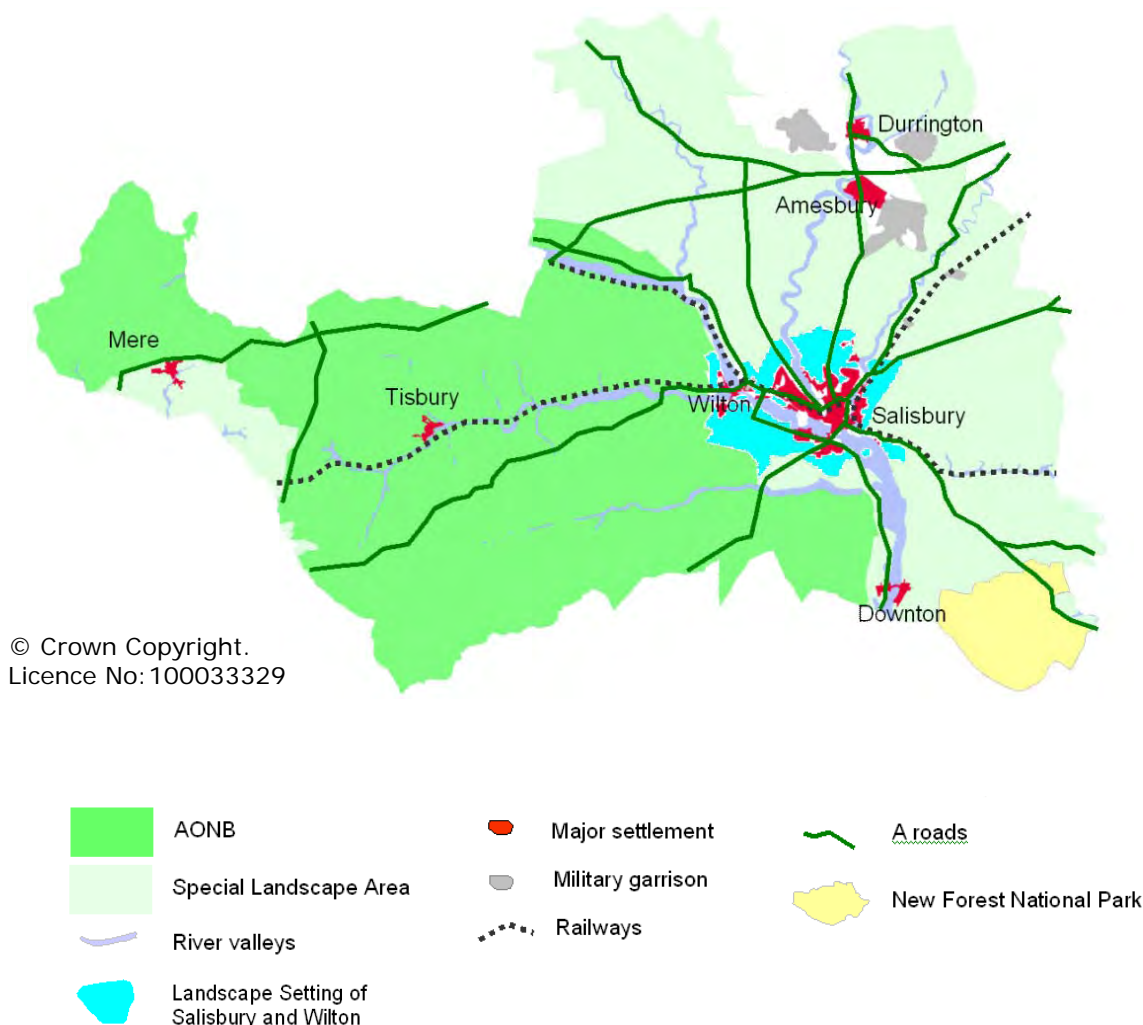 Durrington
Amesbury
Mere
Tisbury
Wilton
Salisbury
Downton
© Crown Copyright.
Licence No: 100033329
AONB
Special Landscape Area
River valleys
Landscape Setting of
Salisbury and Wilton
Major settlement
Military garrison
Railways
A roads
New Forest National Park